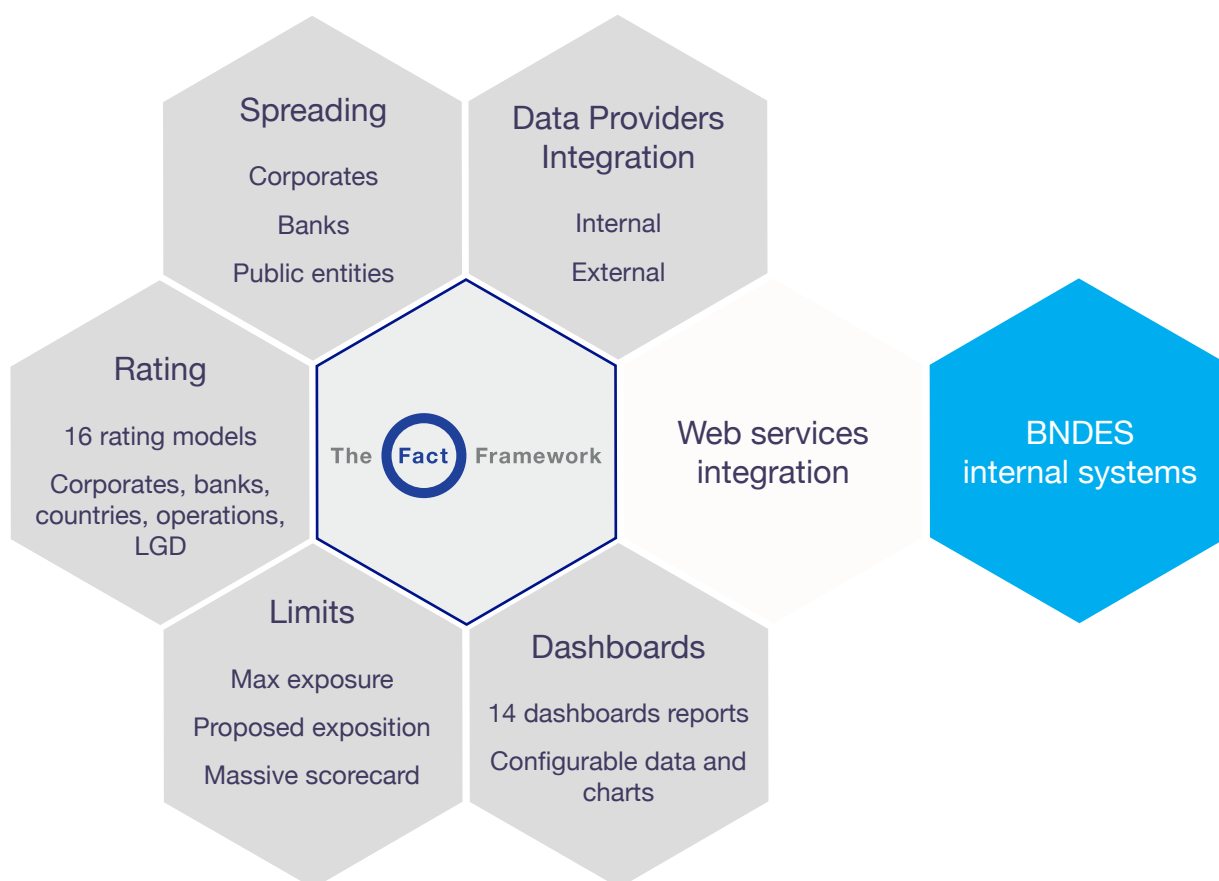 Spreading
Corporates
Banks
Public entities
Data Providers
Integration
Internal
External
Rating
16 rating models
Corporates, banks,
countries, operations,
LGD
The Fact Framework
Web services
integration
BNDES
internal systems
Limits
Max exposure
Proposed exposition
Massive scorecard
Dashboards
14 dashboards reports
Configurable data and
charts